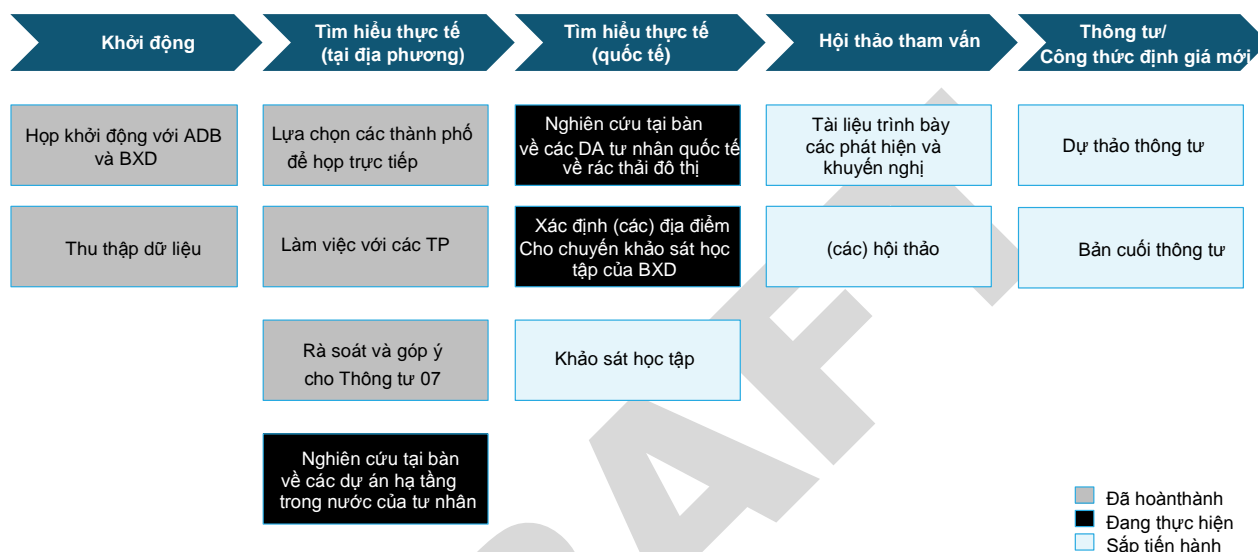 Khởi động
Tìm hiểu thực tế
(tại địa phương)
Tìm hiểu thực tế
(quốc tế)
Hội thảo tham vấn
Thông tư/
Công thức định giá mới
Họp khởi động với ADB
và BXD
Thu thập dữ liệu
Lựa chọn các thành phố
để họp trực tiếp
Làm việc với các TP
Rà soát và góp ý
cho Thông tư 07
Nghiên cứu tại bàn
về các dự án hạ tầng
trong nước của tư nhân
Nghiên cứu tại bàn
về các DA tư nhân quốc tế
về rác thải đô thị
Xác định (các) địa điểm
Cho chuyến khảo sát học
tập của BXD
Khảo sát học tập
Tài liệu trình bày
các phát hiện và
khuyến nghị
(các) hội thảo
Dự thảo thông tư
Bản cuối thông tư
Đã hoànthành
Đang thực hiện
Sắp tiến hành
DRAFT